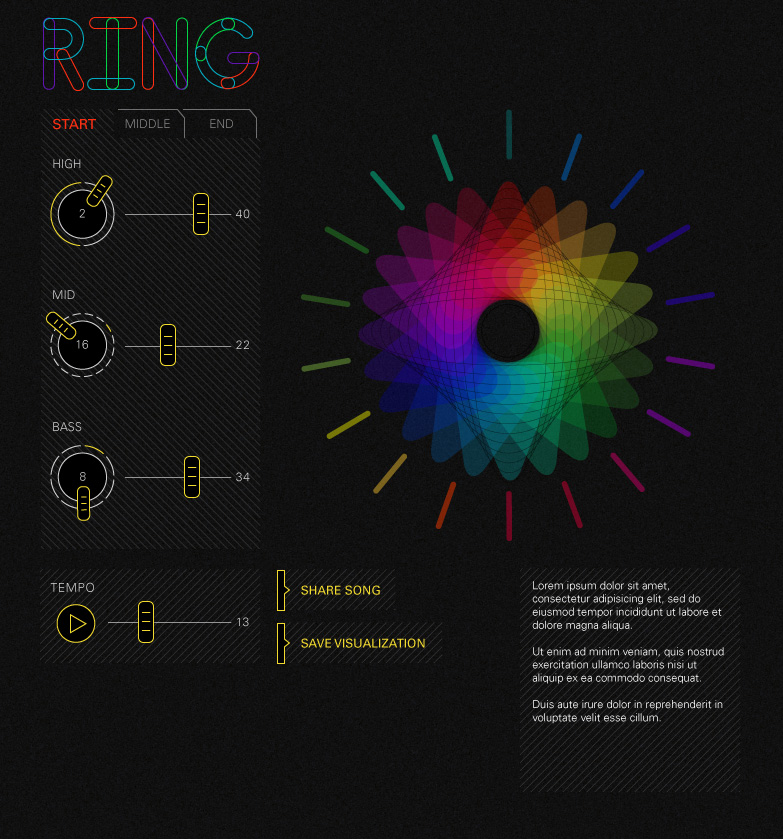 RING
START MIDDLE END
HIGH
2 40
MID
16 22
BASS
8 34
TEMPO
13
SHARE SONG
SAVE VISUALIZATION
Lorem ipsum dolor sit amet,
consectetur adipisicing elit, sed do
eiusmod tempor incididunt ut labore et
dolore magna aliqua.
Ut enim ad minim veniam, quis nostrud
exercitation ullamco laboris nisi ut
aliquip ex ea commodo consequat.
Duis aute irure dolor in reprehenderit in
voluptate velit esse cillum.